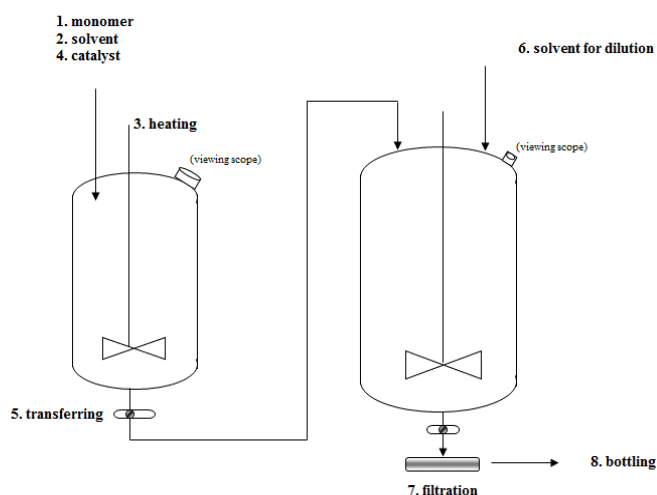 1. monomer
2. solvent
4. catalyst
6. solvent for dilution
3. heating
(viewing scope)
(viewing scope)
5. transferring
8. bottling
7. filtration